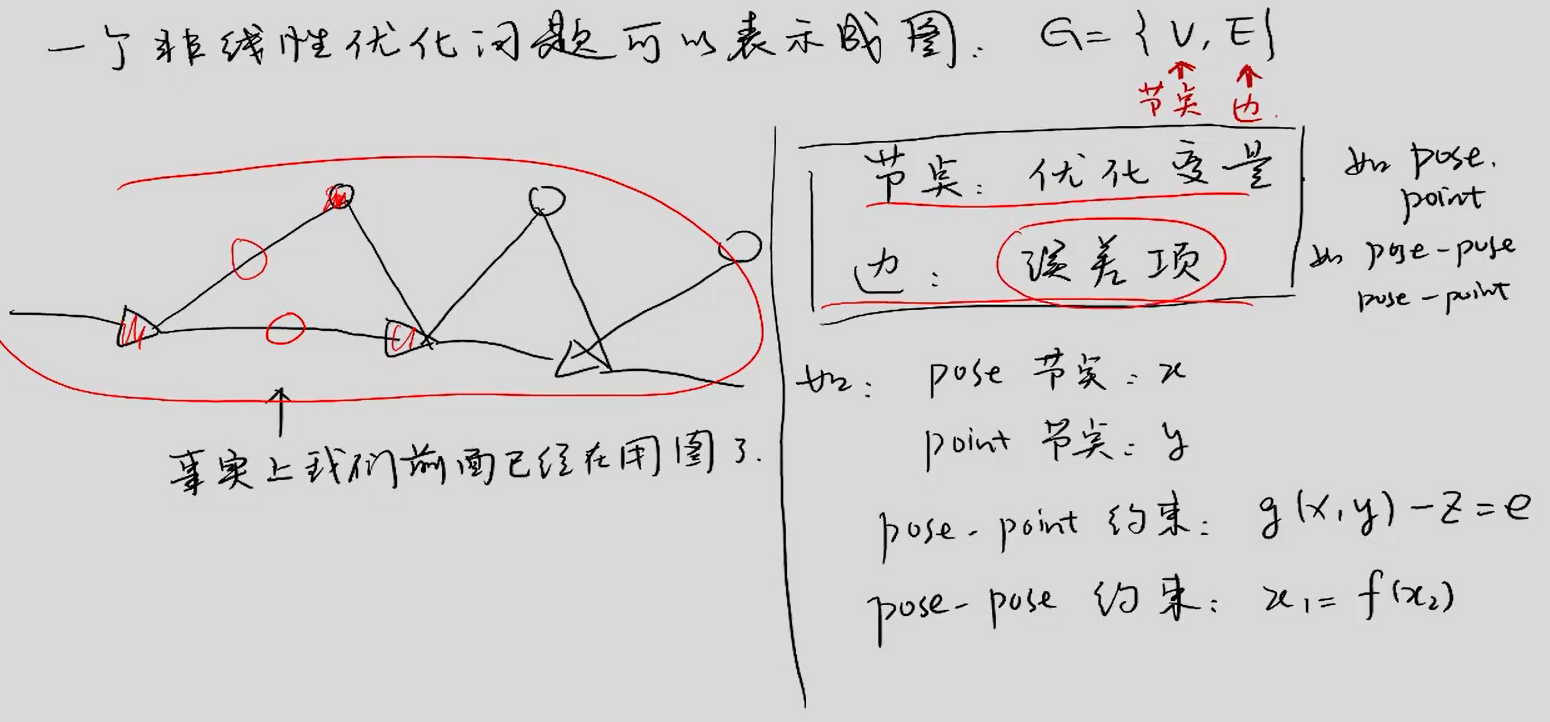 一个非线性优化问题可以表示成图: G={V,E}
节点 边.
节点: 优化变量 如 pose.
point
边: 误差项 如 pose-pose
pose-point
事实上我们前面已经在用图了.
如: pose 节点: x
point 节点: y
pose-point 约束: g(x,y)-z=e
pose-pose 约束: x₁=f(x₂)